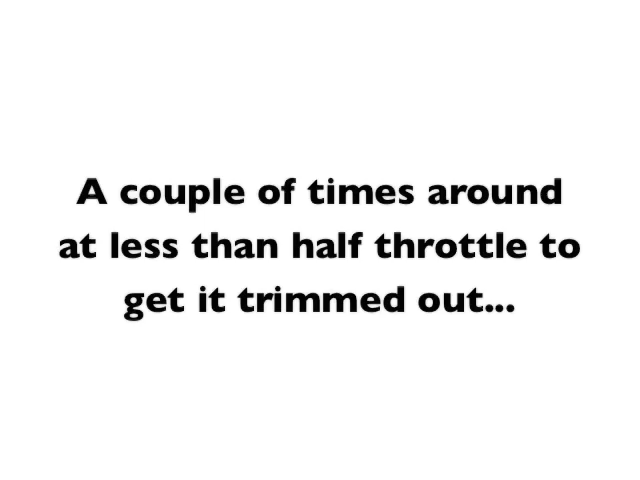 A couple of times around
at less than half throttle to
get it trimmed out...